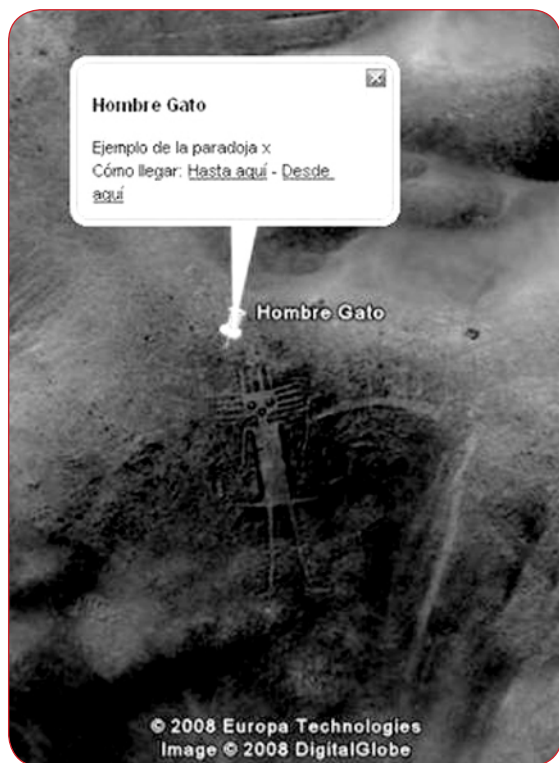 Hombre Gato
Ejemplo de la paradoja x
Cómo llegar: Hasta aquí - Desde
aquí
Hombre Gato
© 2008 Europa Technologies
Image © 2008 DigitalGlobe